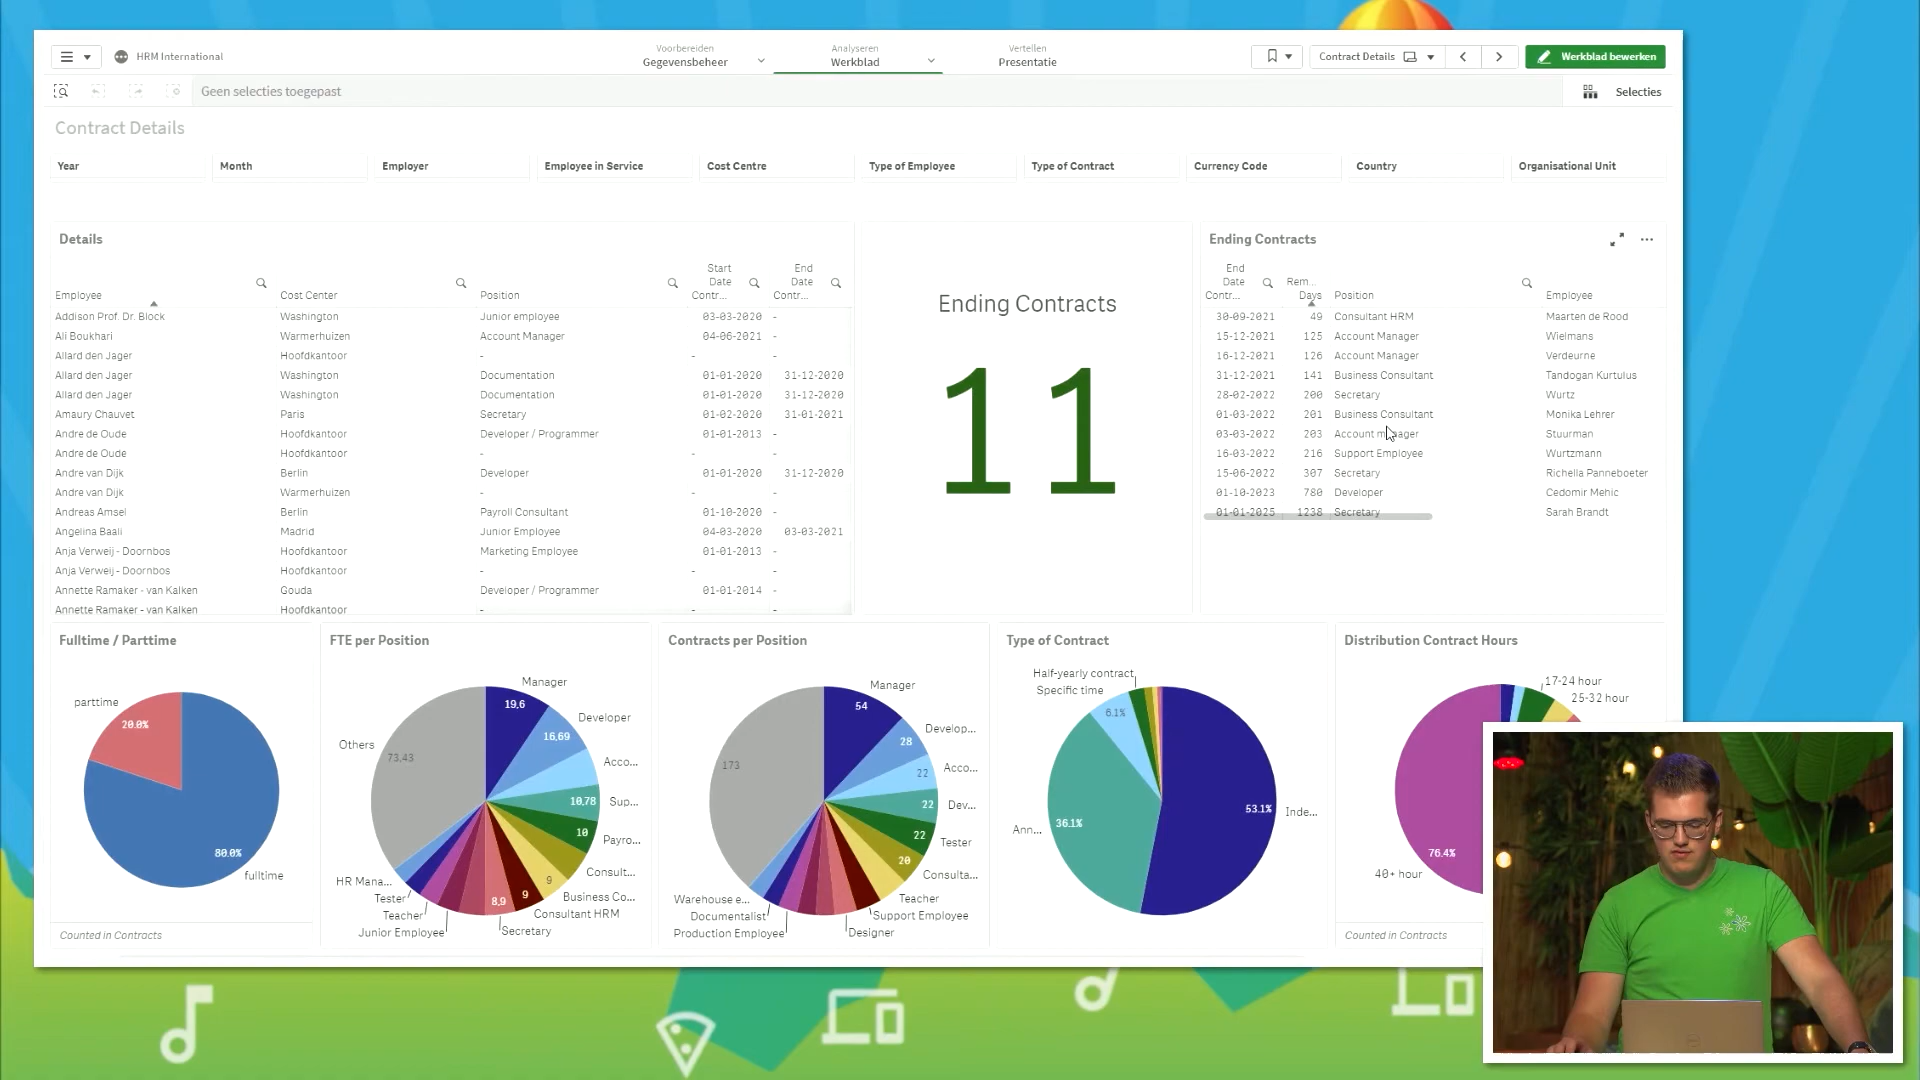 HRM International
Voorbereiden
Gegevensbeheer
Analyseren
Werkblad
Vertellen
Presentatie
Contract Details
Werkblad bewerken
Geen selecties toegepast
Selecties
Contract Details
Year Month Employer Employee in Service Cost Centre Type of Employee Type of Contract Currency Code Country Organisational Unit
Details
Employee Cost Center Position Start Date Contr... End Date Contr...
Addison Prof. Dr. Block Washington Junior employee 03-03-2020 -
Ali Boukhari Warmerhuizen Account Manager 04-06-2021 -
Allard den Jager Hoofdkantoor - - -
Allard den Jager Washington Documentation 01-01-2020 31-12-2020
Allard den Jager Washington Documentation 01-01-2020 31-12-2020
Amaury Chauvet Paris Secretary 01-02-2020 31-01-2021
Andre de Oude Hoofdkantoor Developer / Programmer 01-01-2013 -
Andre de Oude Hoofdkantoor - - -
Andre van Dijk Berlin Developer 01-01-2020 31-12-2020
Andre van Dijk Warmerhuizen - - -
Andreas Amsel Berlin Payroll Consultant 01-10-2020 -
Angelina Baali Madrid Junior Employee 04-03-2020 03-03-2021
Anja Verweij - Doornbos Hoofdkantoor Marketing Employee 01-01-2013 -
Anja Verweij - Doornbos Hoofdkantoor - - -
Annette Ramaker - van Kalken Gouda Developer / Programmer 01-01-2014 -
Annette Ramaker - van Kalken Hoofdkantoor - - -
Ending Contracts
11
Ending Contracts
End Date Contr... Rem... Days Position Employee
30-09-2021 49 Consultant HRM Maarten de Rood
15-12-2021 125 Account Manager Wielmans
16-12-2021 126 Account Manager Verdeurne
31-12-2021 141 Business Consultant Tandogan Kurtulus
28-02-2022 200 Secretary Wurtz
01-03-2022 201 Business Consultant Monika Lehrer
03-03-2022 203 Account manager Stuurman
16-03-2022 216 Support Employee Wurtzmann
15-06-2022 307 Secretary Richella Panneboeter
01-10-2023 780 Developer Cedomir Mehic
01-01-2025 1238 Secretary Sarah Brandt
Fulltime / Parttime
parttime
20.0%
80.0%
fulltime
Counted in Contracts
FTE per Position
Manager
19,6
Developer
16,69
Acco...
10,78 Sup...
10
Payro...
Consult...
9
Business Co...
9
Consultant HRM
8,9
Secretary
Junior Employee
Teacher
Tester
HR Mana...
Others
73,43
Contracts per Position
Manager
54
Develop...
28
Acco...
22
22 Dev...
22
Tester
20
Consulta...
Teacher
Support Employee
Designer
Production Employee
Documentalist
Warehouse e...
173
Type of Contract
Half-yearly contract
Specific time
6.1%
53.1%
Inde...
Ann...
36.1%
Distribution Contract Hours
17-24 hour
25-32 hour
76.4%
40+ hour
Counted in Contracts